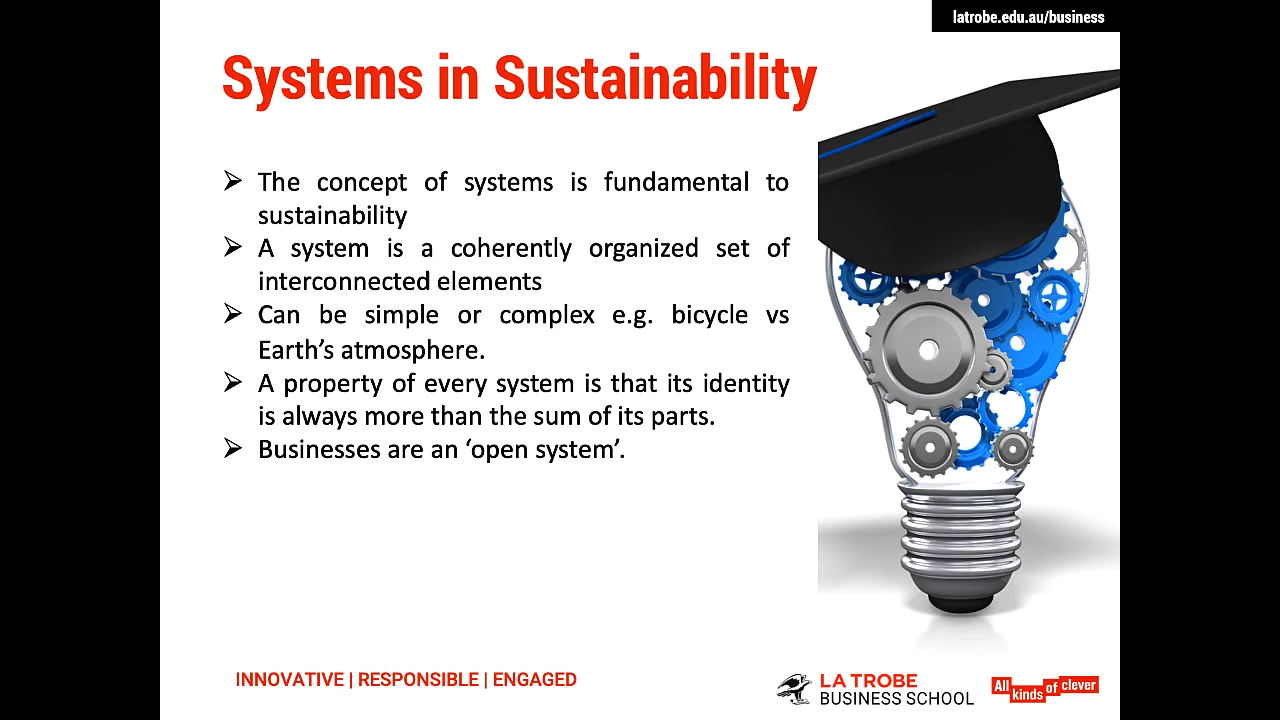 latrobe.edu.au/business
Systems in Sustainability
The concept of systems is fundamental to
sustainability
A system is a coherently organized set of
interconnected elements
Can be simple or complex e.g. bicycle vs
Earth’s atmosphere.
A property of every system is that its identity
is always more than the sum of its parts.
Businesses are an ‘open system’.
INNOVATIVE | RESPONSIBLE | ENGAGED
LA TROBE
BUSINESS SCHOOL
All kinds of clever